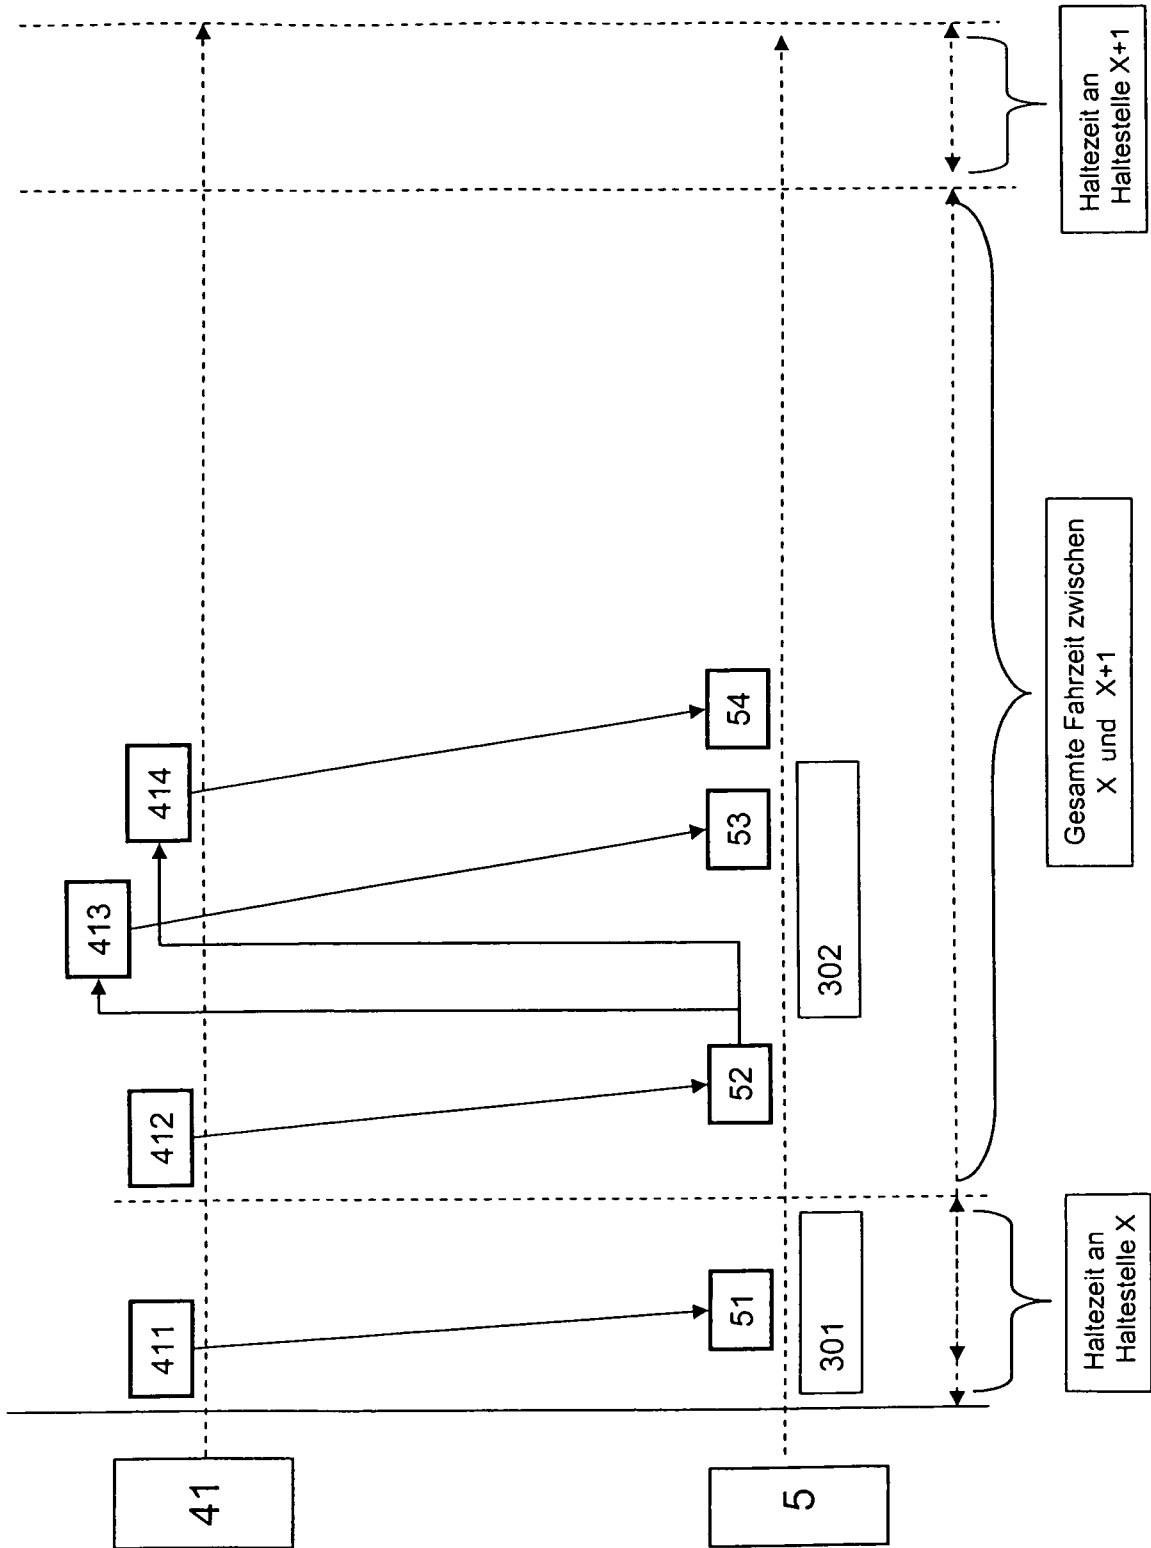 41
411
412
413
414
5
51
52
53
54
301
302
Haltezeit an
Haltestelle X
Gesamte Fahrzeit zwischen
X und X+1
Haltezeit an
Haltestelle X+1